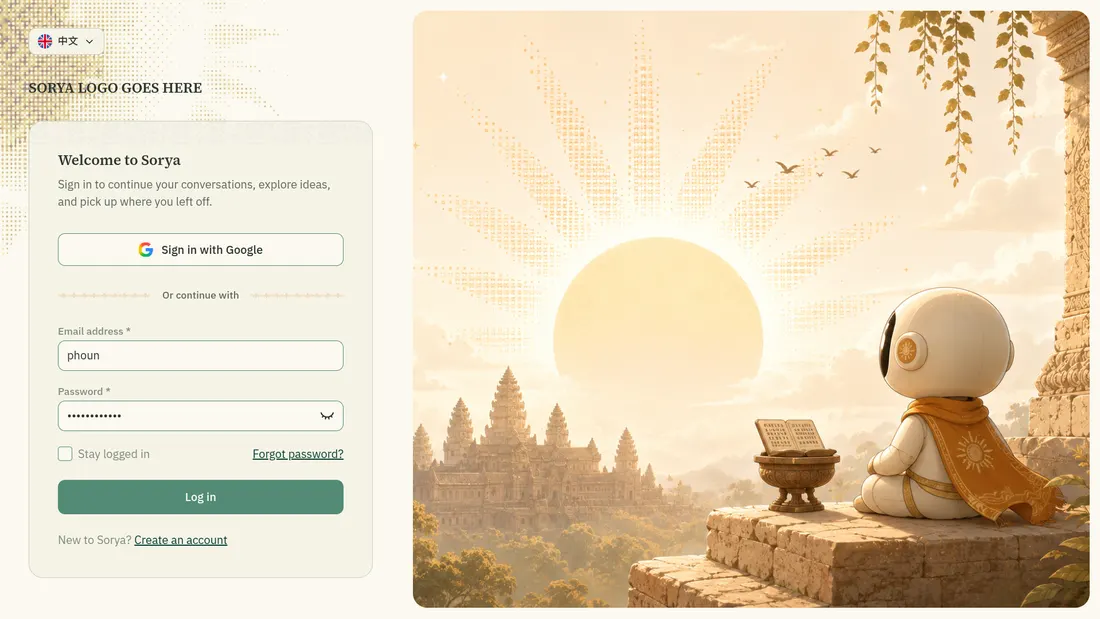 中文
SORYA LOGO GOES HERE
Welcome to Sorya
Sign in to continue your conversations, explore ideas,
and pick up where you left off.
Sign in with Google
Or continue with
Email address *
phoun
Password *
••••••••••••
Stay logged in
Forgot password?
Log in
New to Sorya? Create an account